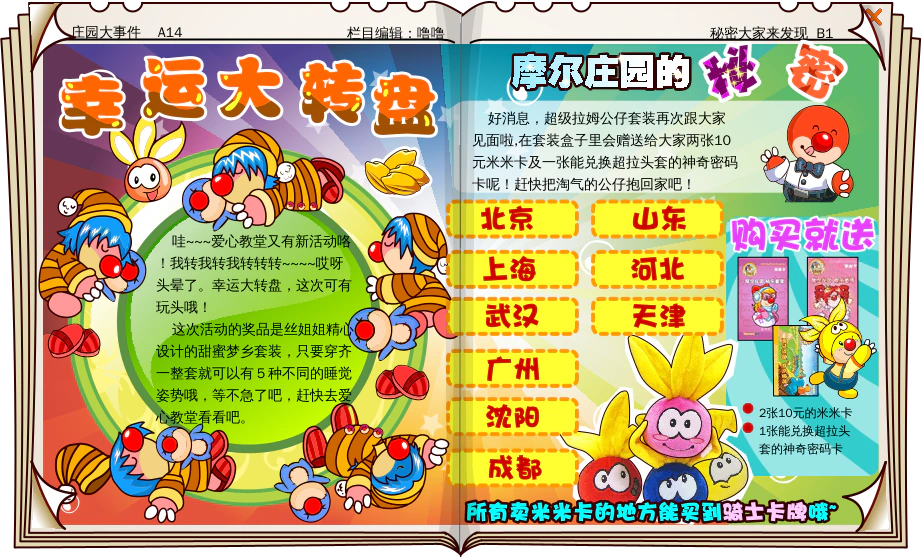 庄园大事件 A14
栏目编辑：噜噜
幸运大转盘
哇~~~爱心教堂又有新活动咯
！我转我转我转转转~~~~哎呀
头晕了。幸运大转盘，这次可有
玩头哦！
这次活动的奖品是丝姐姐精心
设计的甜蜜梦乡套装，只要穿齐
一整套就可以有５种不同的睡觉
姿势哦，等不急了吧，赶快去爱
心教堂看看吧。
秘密大家来发现 B1
摩尔庄园的 秘密
好消息，超级拉姆公仔套装再次跟大家
见面啦,在套装盒子里会赠送给大家两张10
元米米卡及一张能兑换超拉头套的神奇密码
卡呢！赶快把淘气的公仔抱回家吧！
北京 山东
上海 河北
武汉 天津
广州
沈阳
成都
购买就送
2张10元的米米卡
1张能兑换超拉头
套的神奇密码卡
所有卖米米卡的地方能买到骑士卡牌哦~